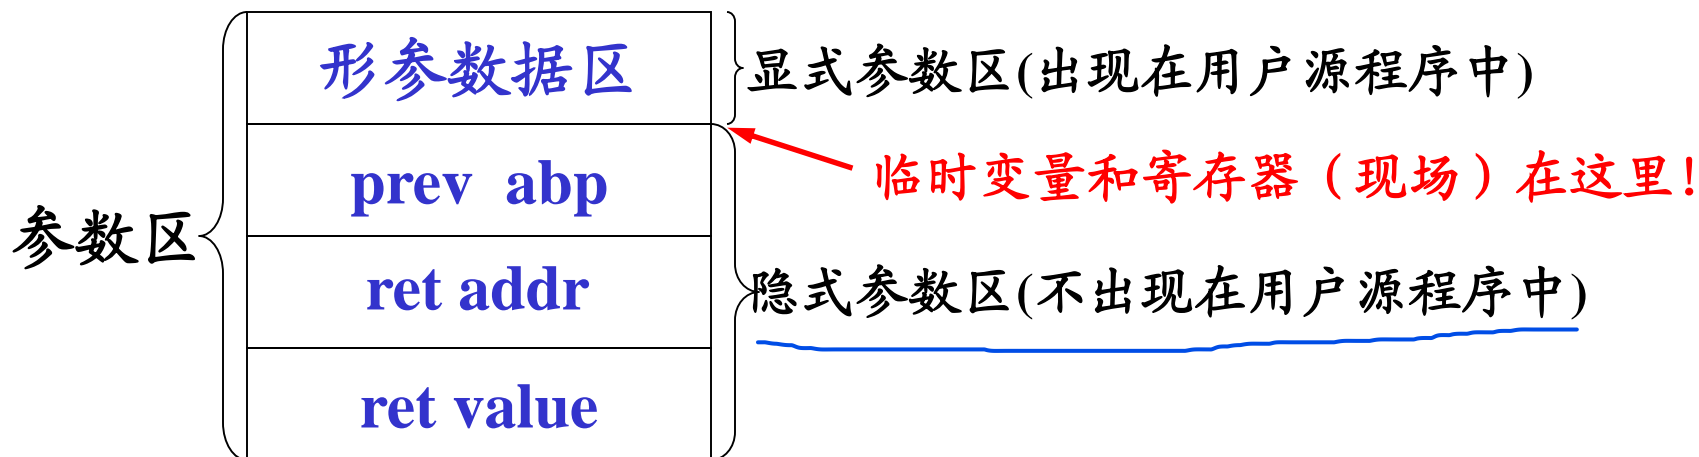 形参数据区
显式参数区(出现在用户源程序中)
prev abp
临时变量和寄存器（现场）在这里!
参数区
ret addr
隐式参数区(不出现在用户源程序中)
ret value